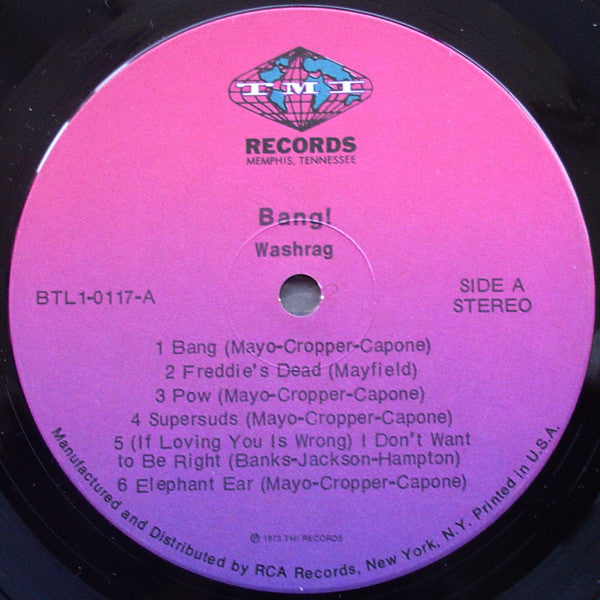 TMI
RECORDS
MEMPHIS, TENNESSEE
Bang!
Washrag
BTL1-0117-A
SIDE A
STEREO
1 Bang (Mayo-Cropper-Capone)
2 Freddie's Dead (Mayfield)
3 Pow (Mayo-Cropper-Capone)
4 Supersuds (Mayo-Cropper-Capone)
5 (If Loving You Is Wrong) I Don't Want
to Be Right (Banks-Jackson-Hampton)
6 Elephant Ear (Mayo-Cropper-Capone)
℗ 1973 TMI RECORDS
Manufactured and Distributed by RCA Records, New York, N.Y. Printed in U.S.A.